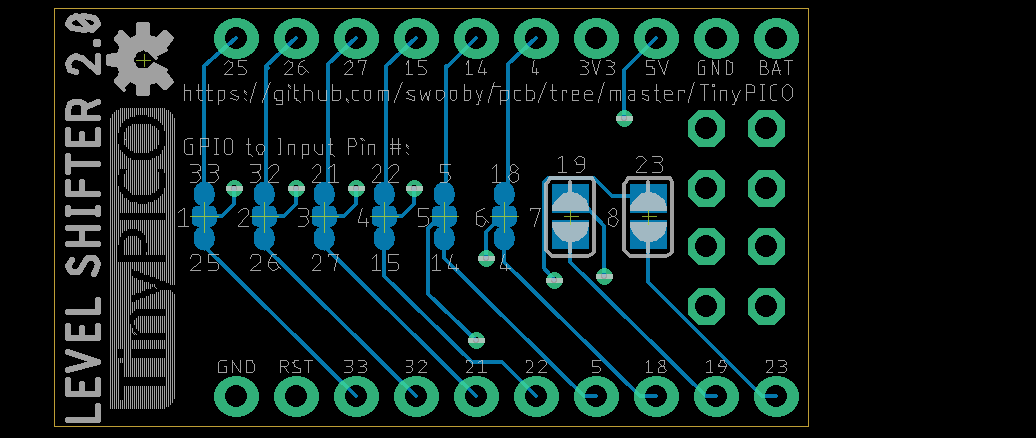 LEVEL SHIFTER 2.0
TinyPICO
25 26 27 15 14 4 3V3 5V GND BAT
https://github.com/swooby/pcb/tree/master/TinyPICO
GPIO to Input Pin #:
33 32 21 22 5 18 19 23
1 2 3 4 5 6 7 8
25 26 27 15 14 4
GND RST 33 32 21 22 5 18 19 23